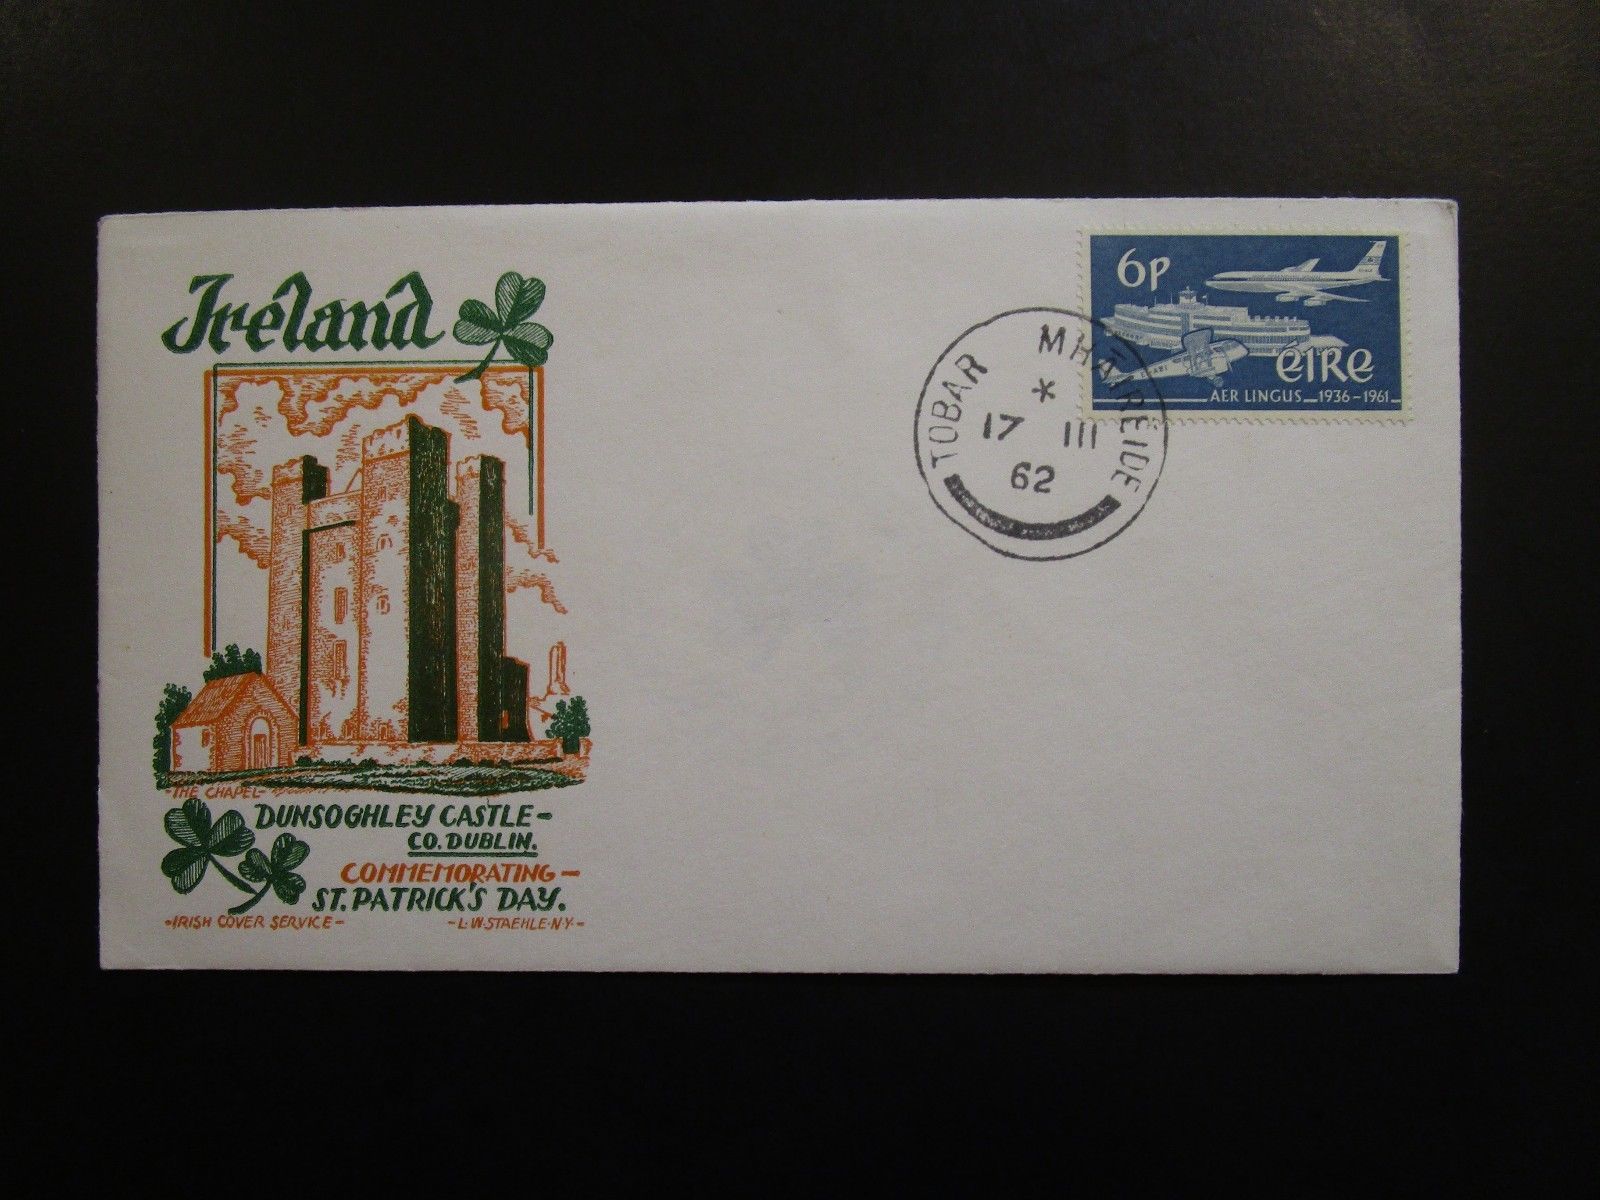 Ireland
6P
ÉIRE
AER LINGUS 1936-1961
TOBAR MHÁIRÉIDE
*
17 III
62
-THE CHAPEL-
DUNSOGHLEY CASTLE-
CO. DUBLIN.
COMMEMORATING-
ST. PATRICK'S DAY.
-IRISH COVER SERVICE- -L.W.STAEHLE·N.Y.-